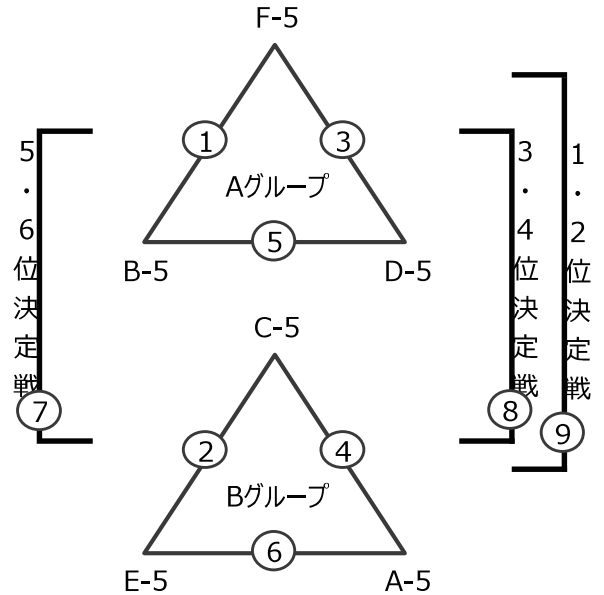 F-5
①
③
Aグループ
⑤
B-5
D-5
C-5
②
④
Bグループ
⑥
E-5
A-5
5・6位決定戦
⑦
3・4位決定戦
⑧
1・2位決定戦
⑨